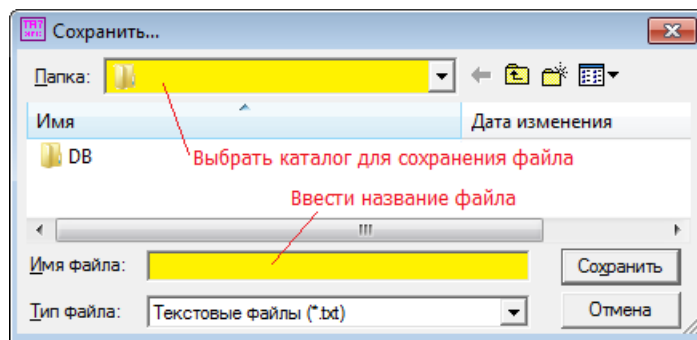 Сохранить...
Папка:
Имя
Дата изменения
DB
Выбрать каталог для сохранения файла
Ввести название файла
Имя файла:
Сохранить
Тип файла:
Текстовые файлы (*.txt)
Отмена